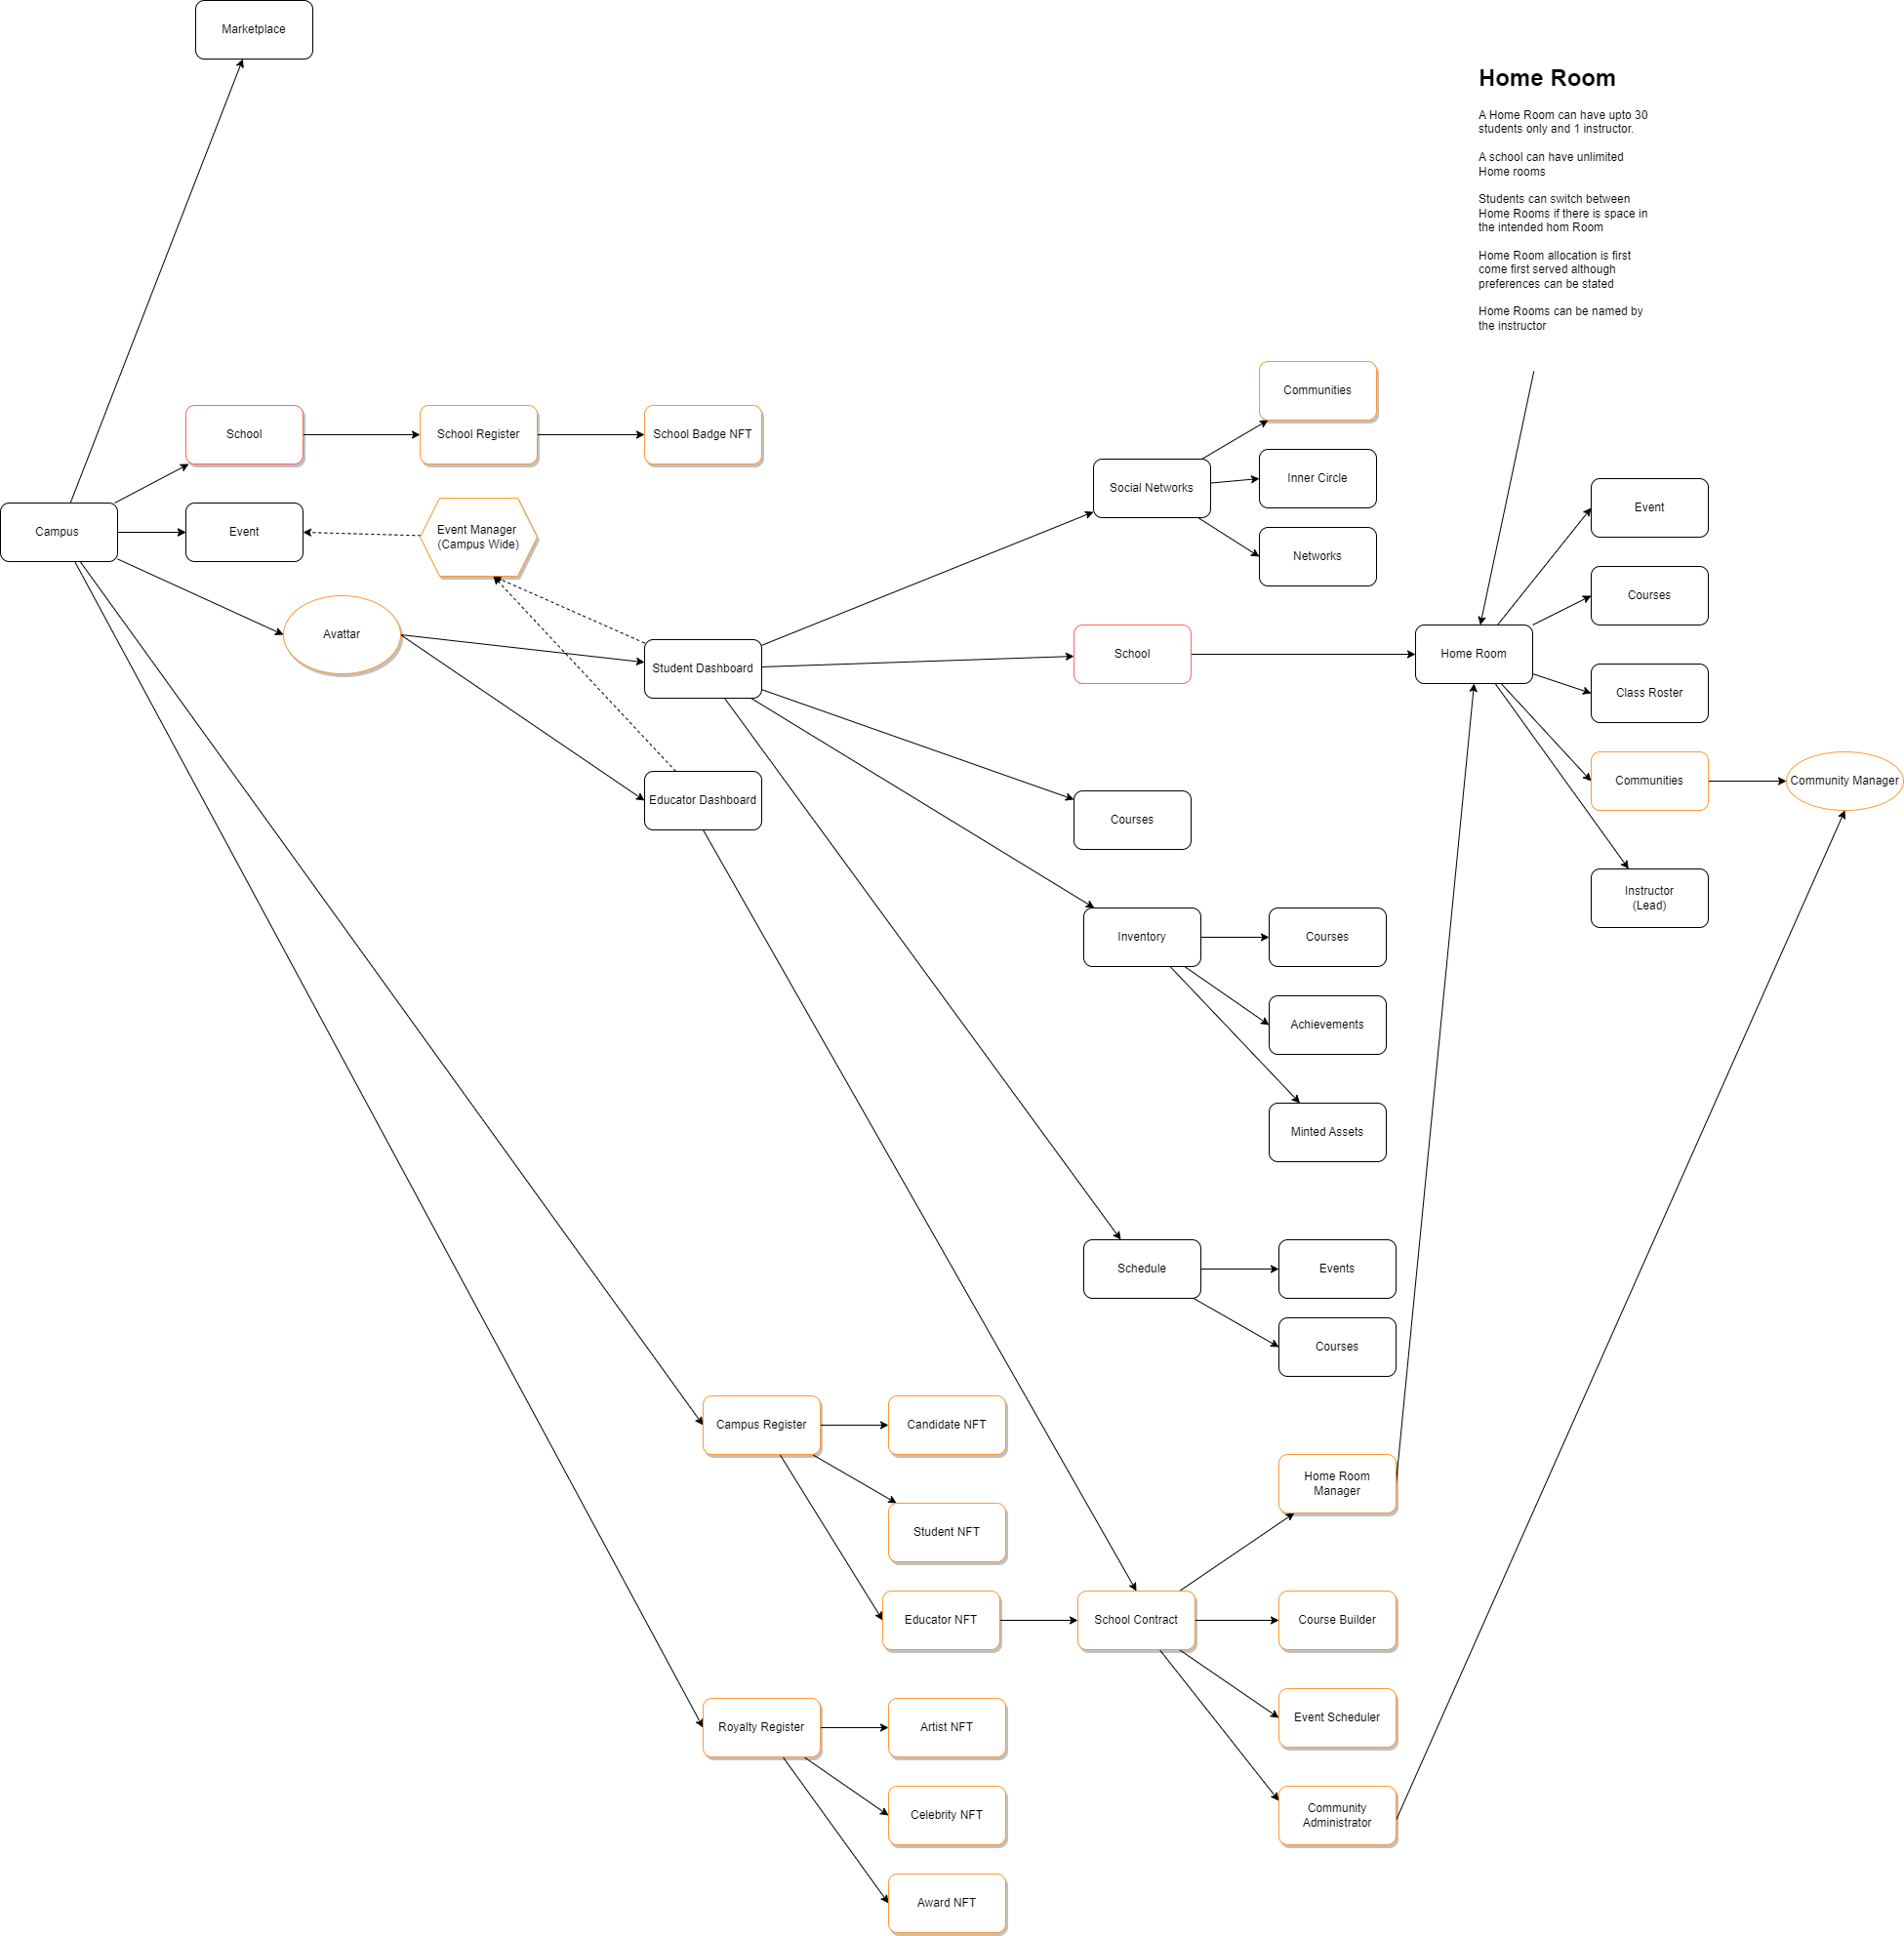 Marketplace
Home Room
A Home Room can have upto 30
students only and 1 instructor.
A school can have unlimited
Home rooms
Students can switch between
Home Rooms if there is space in
the intended hom Room
Home Room allocation is first
come first served although
preferences can be stated
Home Rooms can be named by
the instructor
Communities
School
School Register
School Badge NFT
Inner Circle
Social Networks
Event
Campus
Event
Event Manager
(Campus Wide)
Networks
Courses
Avattar
Student Dashboard
School
Home Room
Class Roster
Communities
Community Manager
Educator Dashboard
Courses
Instructor
(Lead)
Inventory
Courses
Achievements
Minted Assets
Schedule
Events
Courses
Campus Register
Candidate NFT
Home Room
Manager
Student NFT
Educator NFT
School Contract
Course Builder
Royalty Register
Artist NFT
Event Scheduler
Celebrity NFT
Community
Administrator
Award NFT